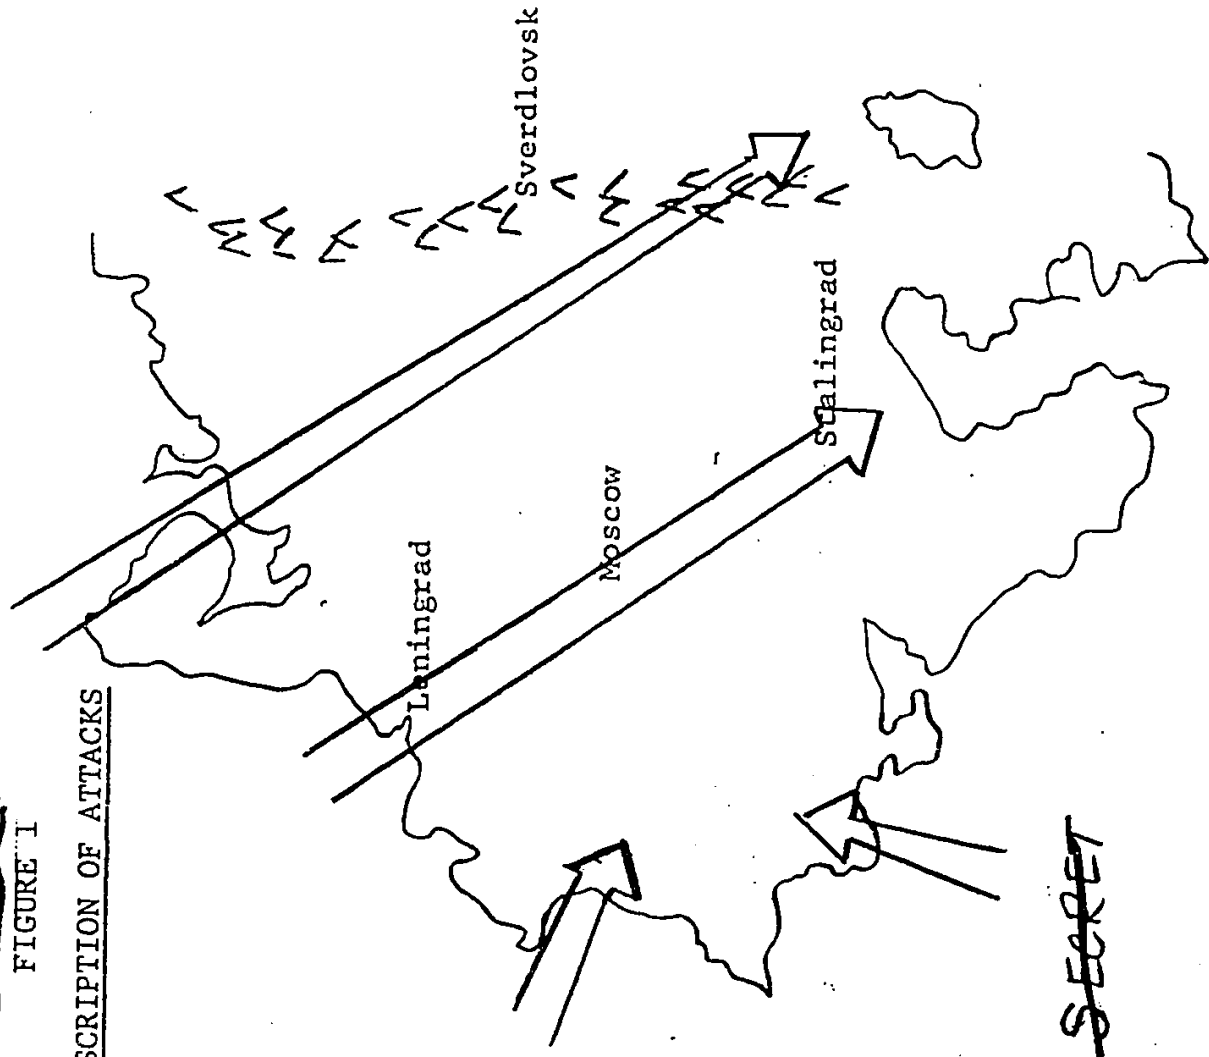 FIGURE 1
SCRIPTION OF ATTACKS
Leningrad
Moscow
Stalingrad
Sverdlovsk
SECRET